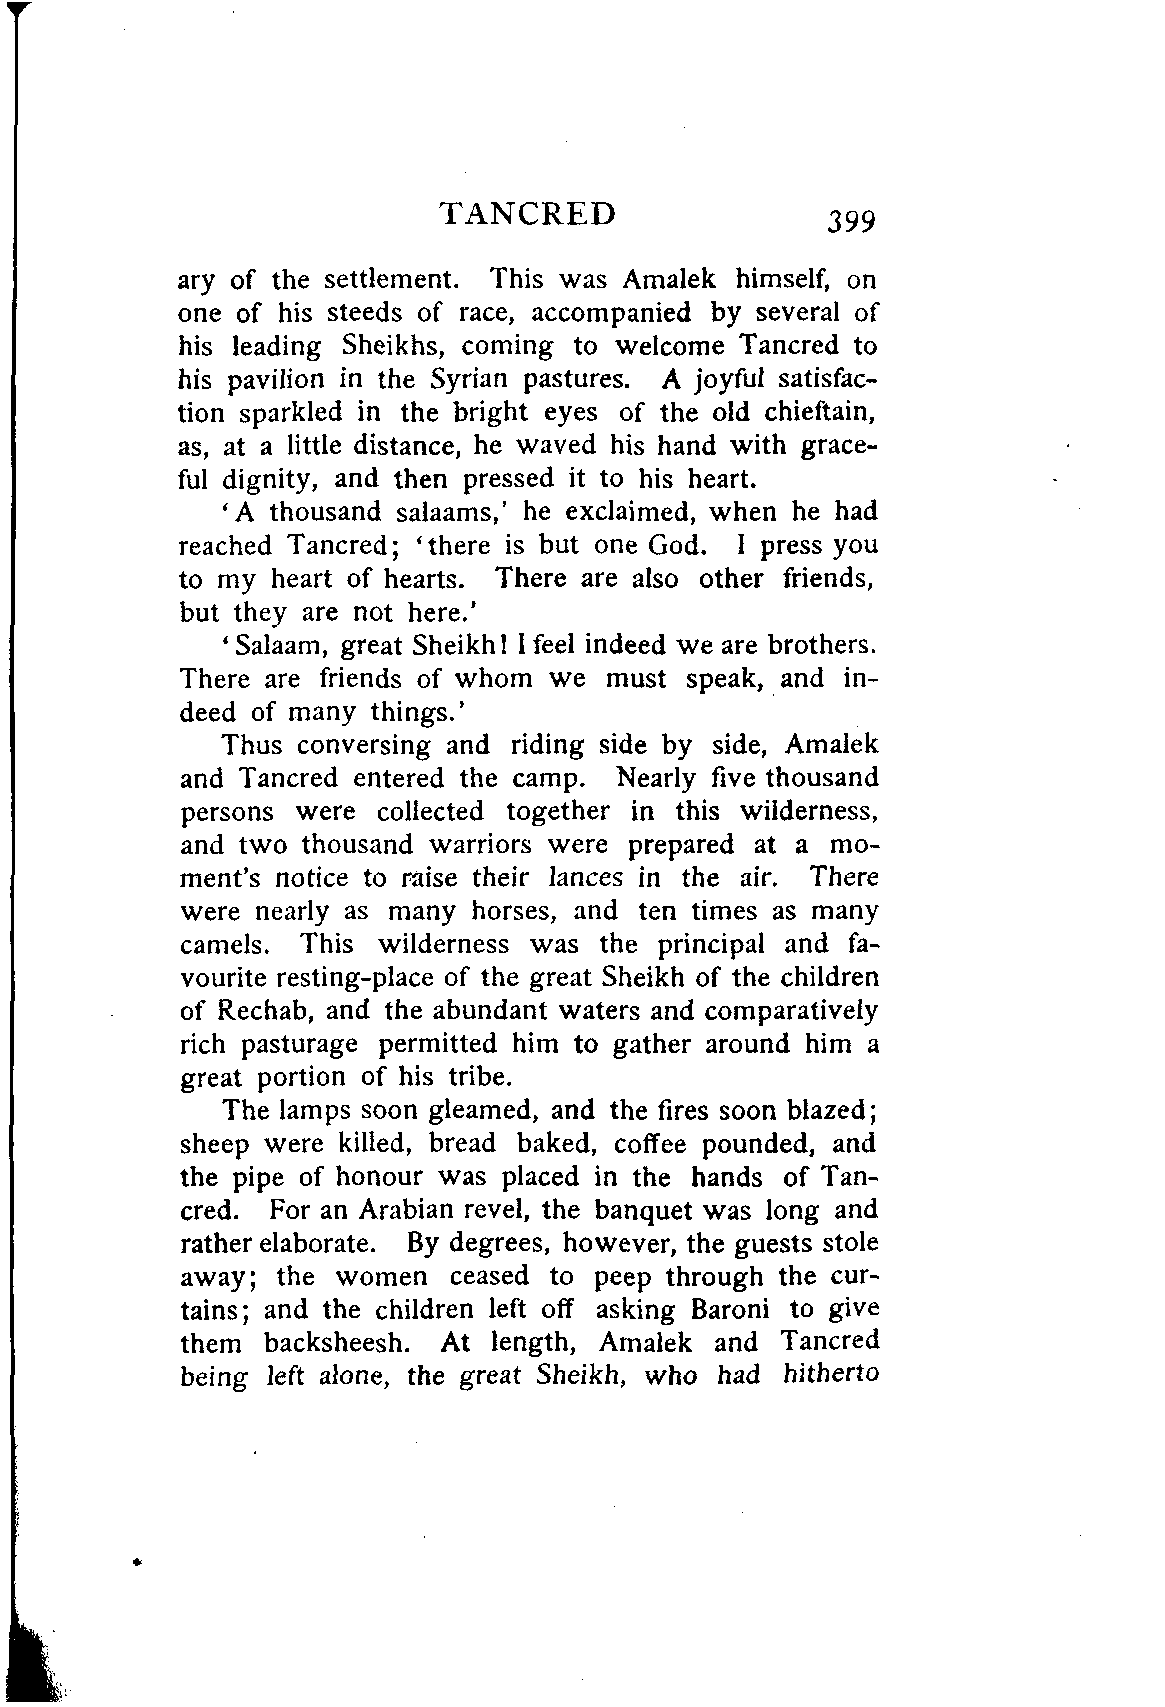 TANCRED 399
ary of the settlement. This was Amalek himself, on
one of his steeds of race, accompanied by several of
his leading Sheikhs, coming to welcome Tancred to
his pavilion in the Syrian pastures. A joyful satisfac-
tion sparkled in the bright eyes of the old chieftain,
as, at a little distance, he waved his hand with grace-
ful dignity, and then pressed it to his heart.
‘A thousand salaams,’ he exclaimed, when he had
reached Tancred; ‘there is but one God. I press you
to my heart of hearts. There are also other friends,
but they are not here.’
‘Salaam, great Sheikh! I feel indeed we are brothers.
There are friends of whom we must speak, and in-
deed of many things.’
Thus conversing and riding side by side, Amalek
and Tancred entered the camp. Nearly five thousand
persons were collected together in this wilderness,
and two thousand warriors were prepared at a mo-
ment's notice to raise their lances in the air. There
were nearly as many horses, and ten times as many
camels. This wilderness was the principal and fa-
vourite resting-place of the great Sheikh of the children
of Rechab, and the abundant waters and comparatively
rich pasturage permitted him to gather around him a
great portion of his tribe.
The lamps soon gleamed, and the fires soon blazed;
sheep were killed, bread baked, coffee pounded, and
the pipe of honour was placed in the hands of Tan-
cred. For an Arabian revel, the banquet was long and
rather elaborate. By degrees, however, the guests stole
away; the women ceased to peep through the cur-
tains; and the children left off asking Baroni to give
them backsheesh. At length, Amalek and Tancred
being left alone, the great Sheikh, who had hitherto